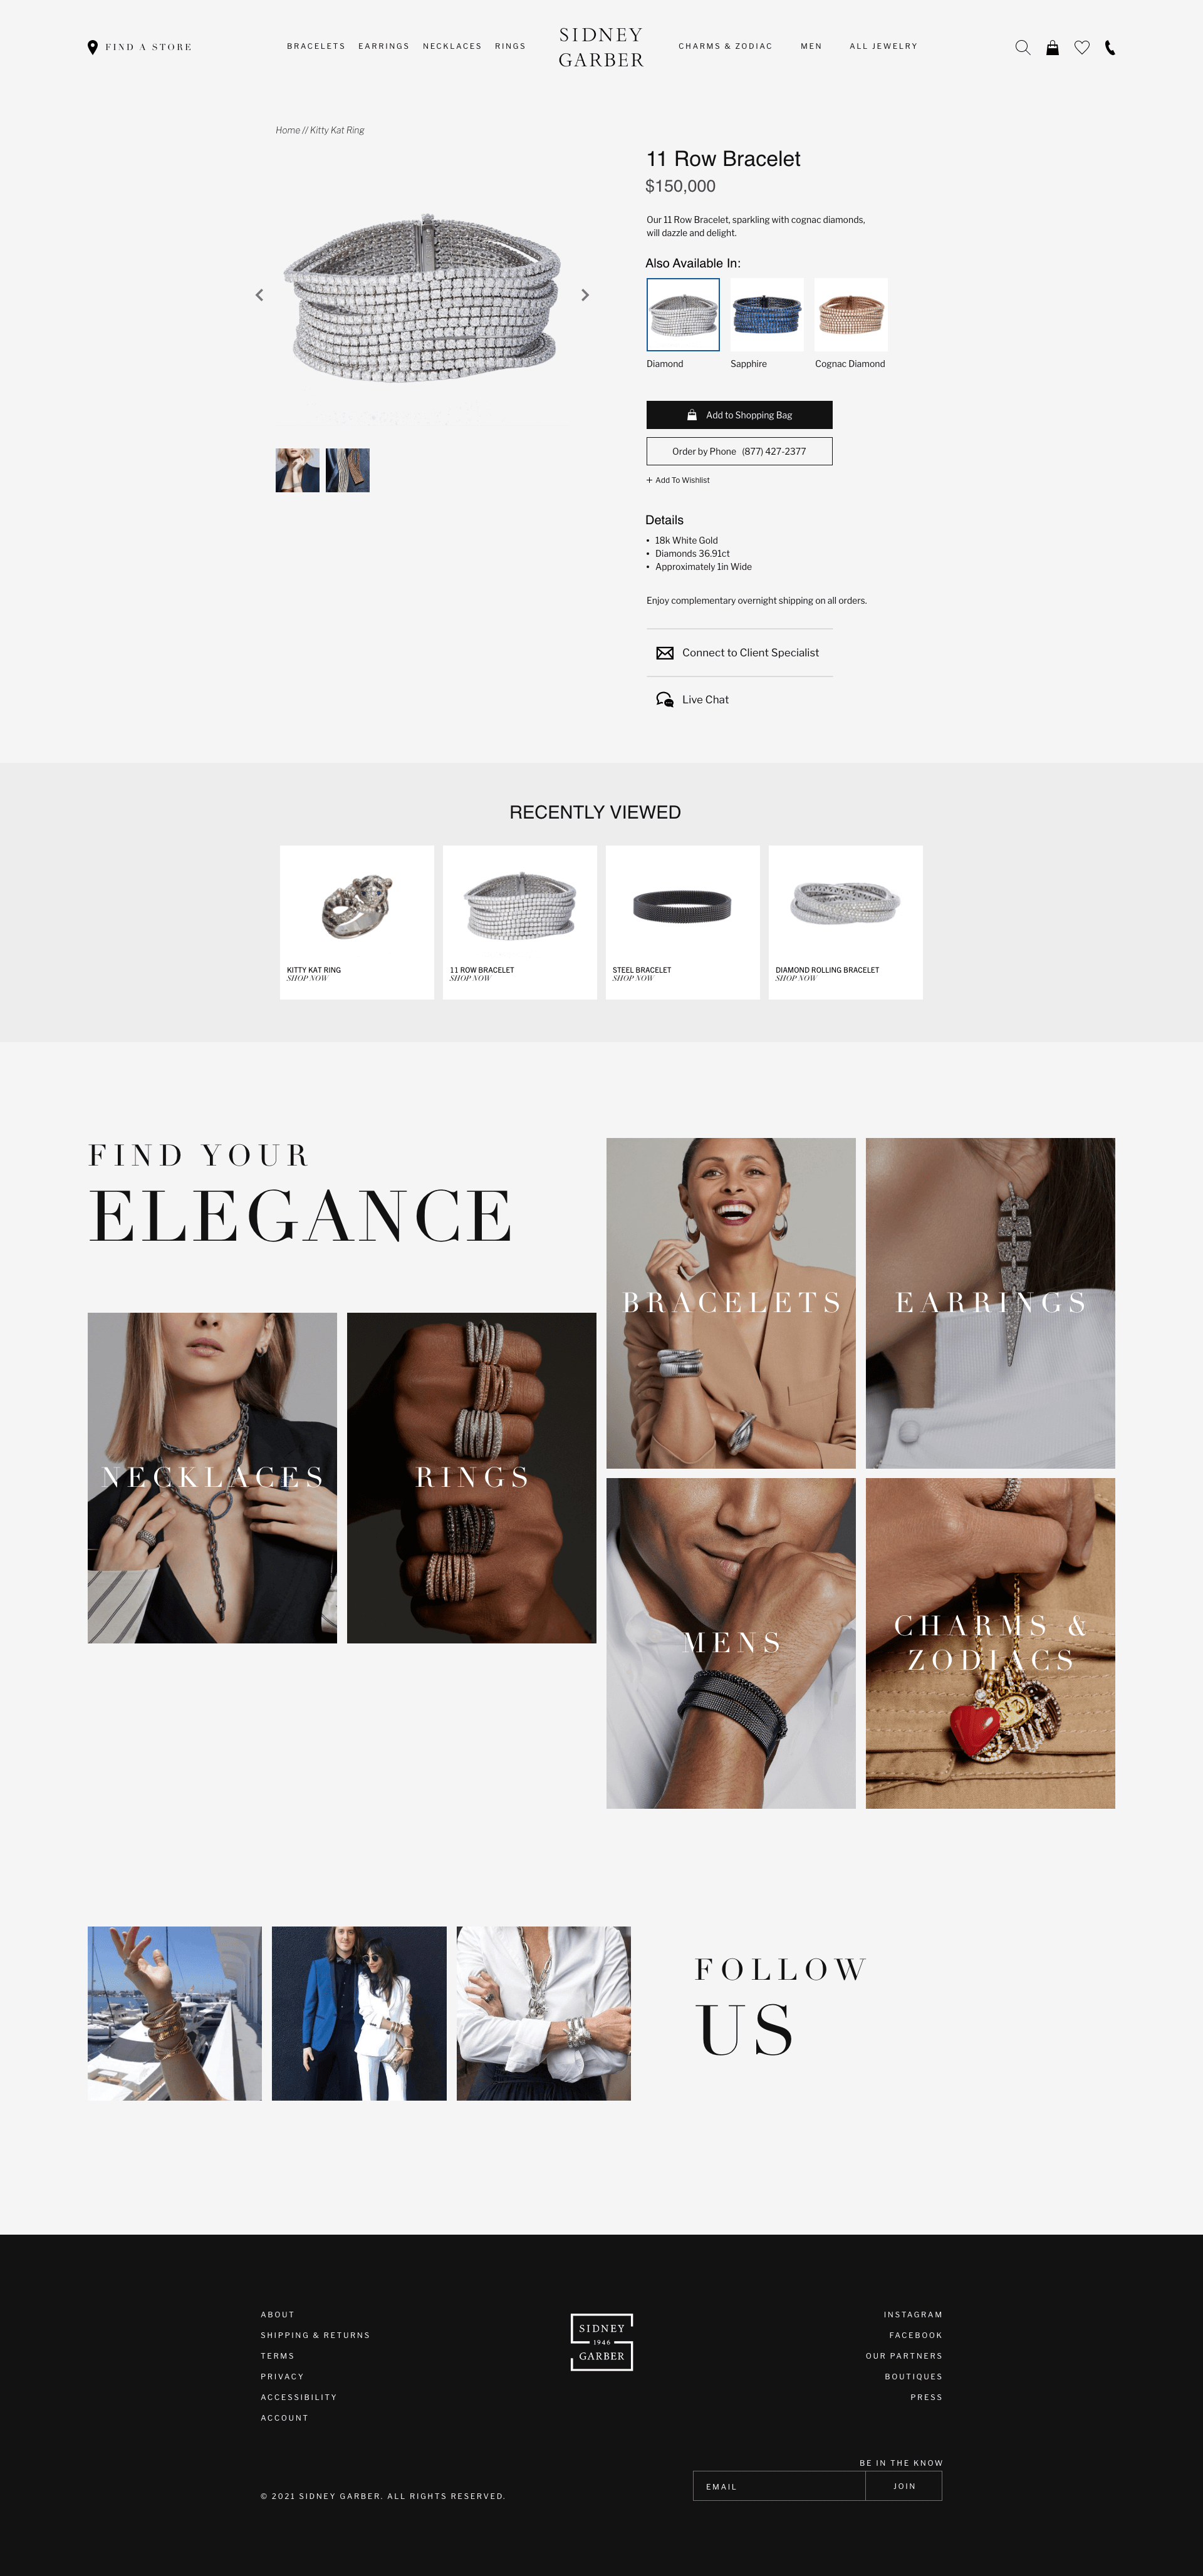 FIND A STORE
BRACELETS EARRINGS NECKLACES RINGS
SIDNEY
GARBER
CHARMS & ZODIAC MEN ALL JEWELRY
Home // Kitty Kat Ring
11 Row Bracelet
$150,000
Our 11 Row Bracelet, sparkling with cognac diamonds,
will dazzle and delight.
Also Available In:
Diamond Sapphire Cognac Diamond
Add to Shopping Bag
Order by Phone (877) 427-2377
+ Add To Wishlist
Details
• 18k White Gold
• Diamonds 36.91ct
• Approximately 1in Wide
Enjoy complementary overnight shipping on all orders.
Connect to Client Specialist
Live Chat
RECENTLY VIEWED
KITTY KAT RING
SHOP NOW
11 ROW BRACELET
SHOP NOW
STEEL BRACELET
SHOP NOW
DIAMOND ROLLING BRACELET
SHOP NOW
FIND YOUR
ELEGANCE
BRACELETS
EARRINGS
NECKLACES
RINGS
MENS
CHARMS &
ZODIACS
FOLLOW
US
ABOUT
SHIPPING & RETURNS
TERMS
PRIVACY
ACCESSIBILITY
ACCOUNT
SIDNEY
1946
GARBER
INSTAGRAM
FACEBOOK
OUR PARTNERS
BOUTIQUES
PRESS
BE IN THE KNOW
EMAIL JOIN
© 2021 SIDNEY GARBER. ALL RIGHTS RESERVED.